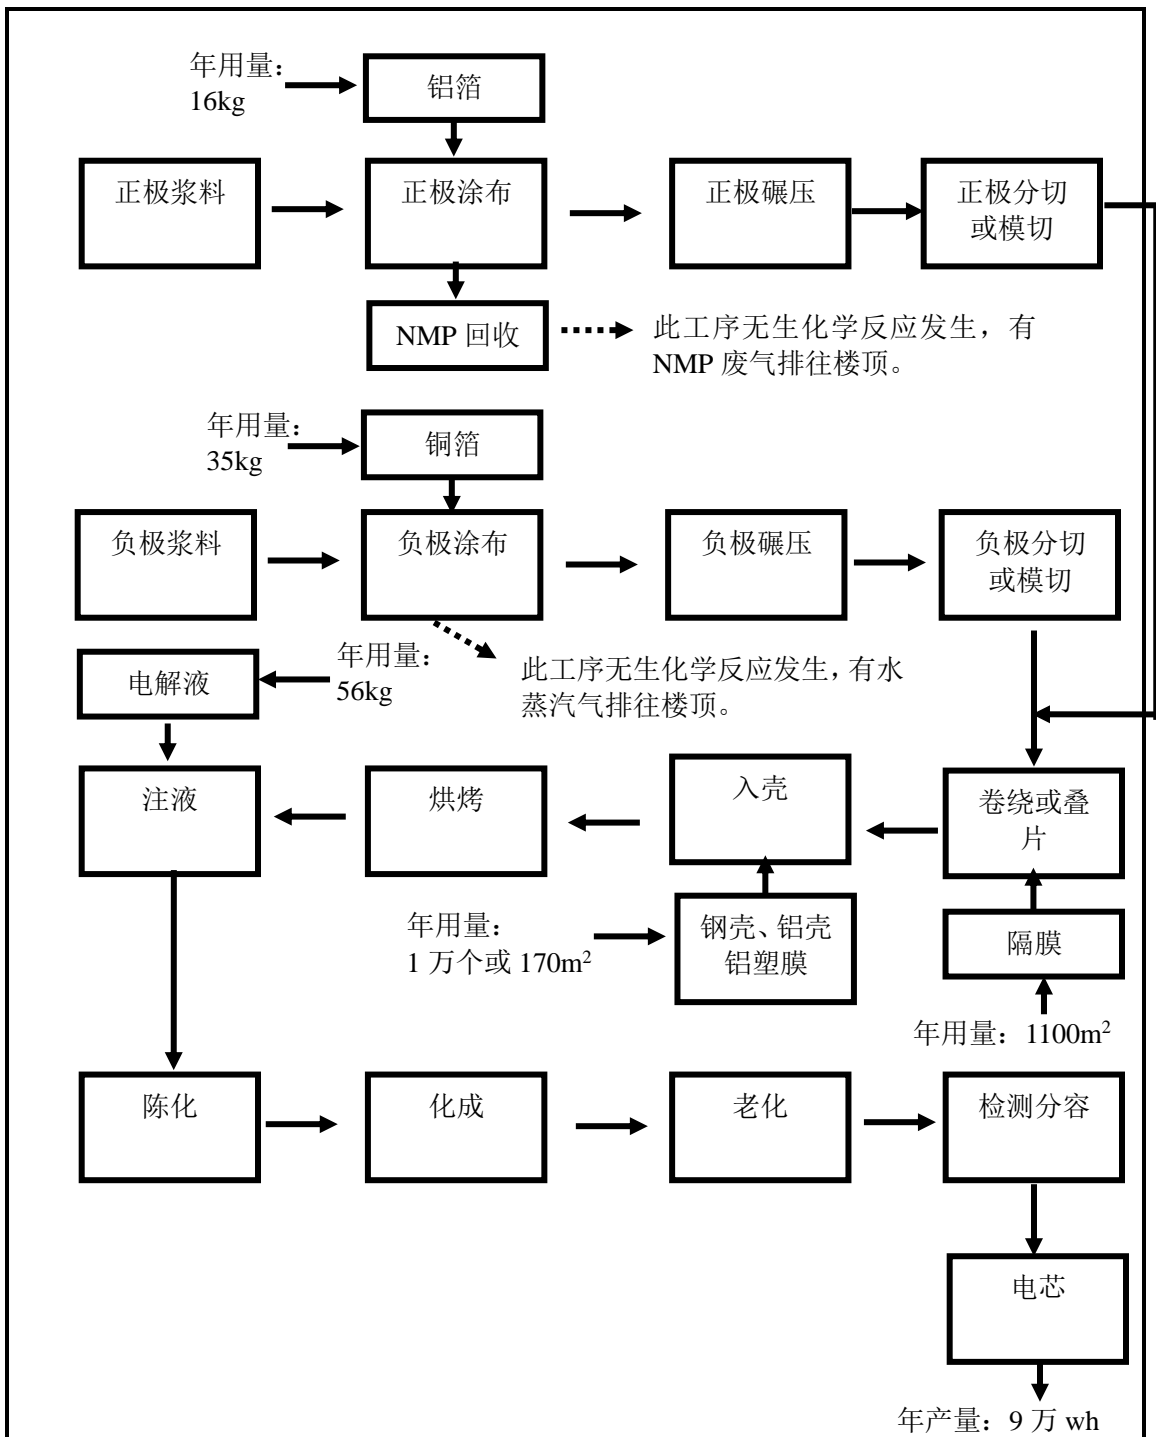 年用量：
16kg
铝箔
正极浆料
正极涂布
正极碾压
正极分切
或模切
NMP 回收
此工序无生化学反应发生，有
NMP 废气排往楼顶。
年用量：
35kg
铜箔
负极浆料
负极涂布
负极碾压
负极分切
或模切
电解液
年用量：
56kg
此工序无生化学反应发生，有水
蒸汽气排往楼顶。
注液
烘烤
入壳
卷绕或叠
片
年用量：
1 万个或 170m²
钢壳、铝壳
铝塑膜
隔膜
年用量：1100m²
陈化
化成
老化
检测分容
电芯
年产量：9 万 wh